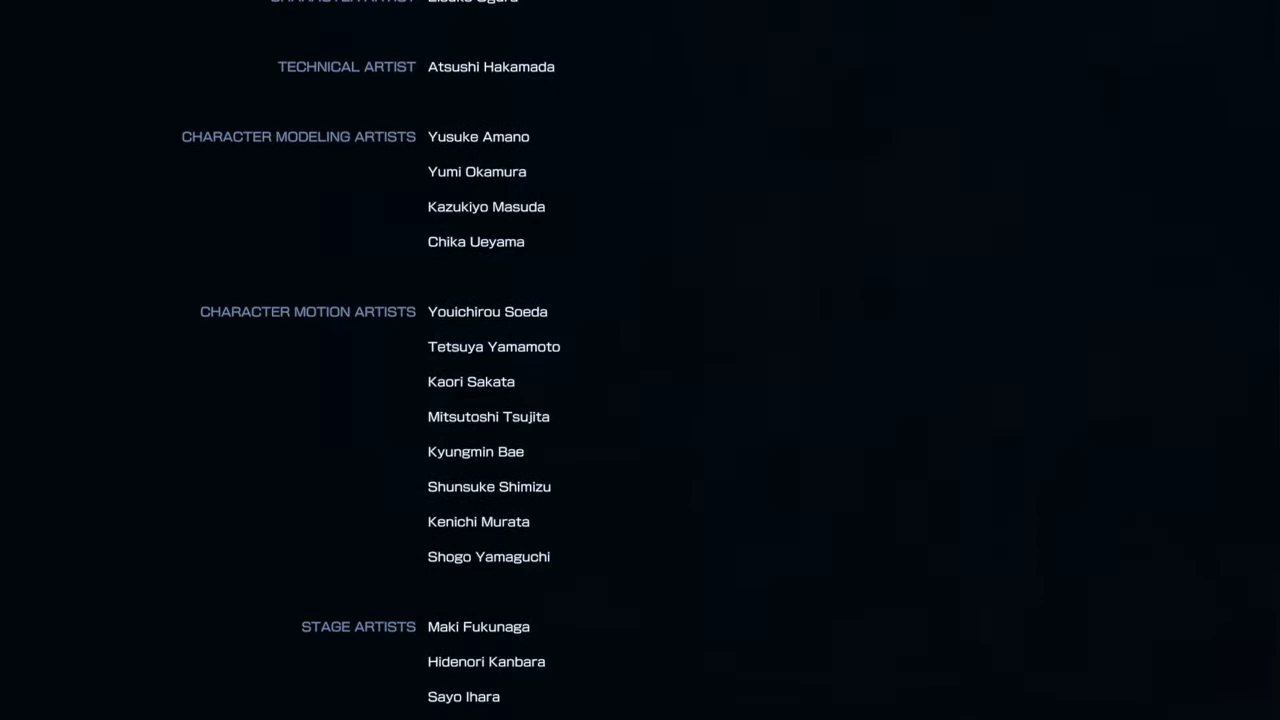 TECHNICAL ARTIST Atsushi Hakamada
CHARACTER MODELING ARTISTS Yusuke Amano
Yumi Okamura
Kazukiyo Masuda
Chika Ueyama
CHARACTER MOTION ARTISTS Youichirou Soeda
Tetsuya Yamamoto
Kaori Sakata
Mitsutoshi Tsujita
Kyungmin Bae
Shunsuke Shimizu
Kenichi Murata
Shogo Yamaguchi
STAGE ARTISTS Maki Fukunaga
Hidenori Kanbara
Sayo Ihara